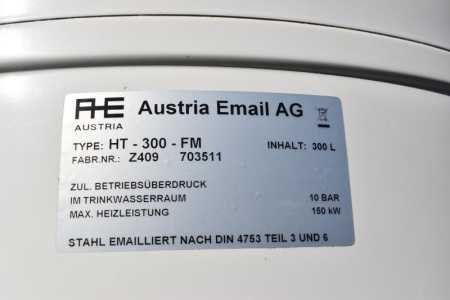 AHE Austria Email AG
AUSTRIA
TYPE: HT - 300 - FM INHALT: 300 L
FABR.NR.: Z409 703511
ZUL. BETRIEBSÜBERDRUCK
IM TRINKWASSERRAUM 10 BAR
MAX. HEIZLEISTUNG 150 kW
STAHL EMAILLIERT NACH DIN 4753 TEIL 3 UND 6